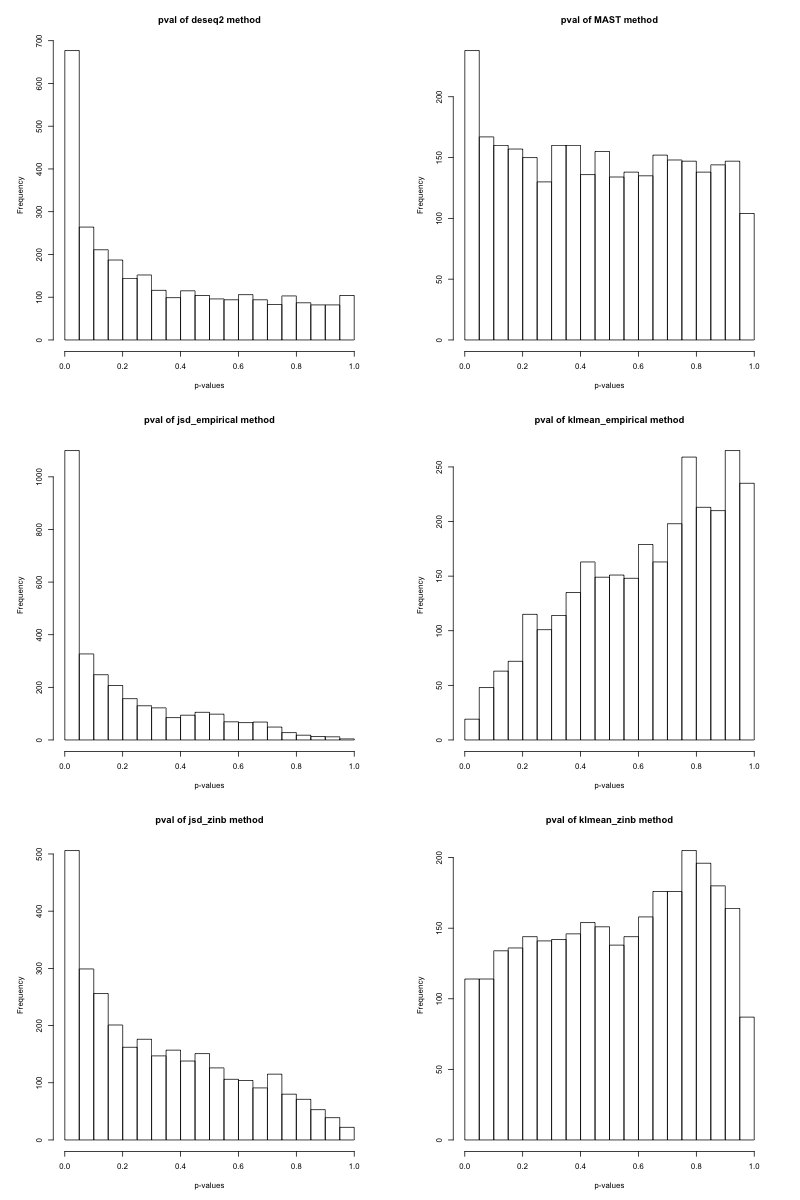 pval of deseq2 method
700
600
500
400
300
200
100
0
Frequency
0.0 0.2 0.4 0.6 0.8 1.0
p-values
pval of MAST method
200
150
100
50
0
Frequency
0.0 0.2 0.4 0.6 0.8 1.0
p-values
pval of jsd_empirical method
1000
800
600
400
200
0
Frequency
0.0 0.2 0.4 0.6 0.8 1.0
p-values
pval of klmean_empirical method
250
200
150
100
50
0
Frequency
0.0 0.2 0.4 0.6 0.8 1.0
p-values
pval of jsd_zinb method
500
400
300
200
100
0
Frequency
0.0 0.2 0.4 0.6 0.8 1.0
p-values
pval of klmean_zinb method
200
150
100
50
0
Frequency
0.0 0.2 0.4 0.6 0.8 1.0
p-values